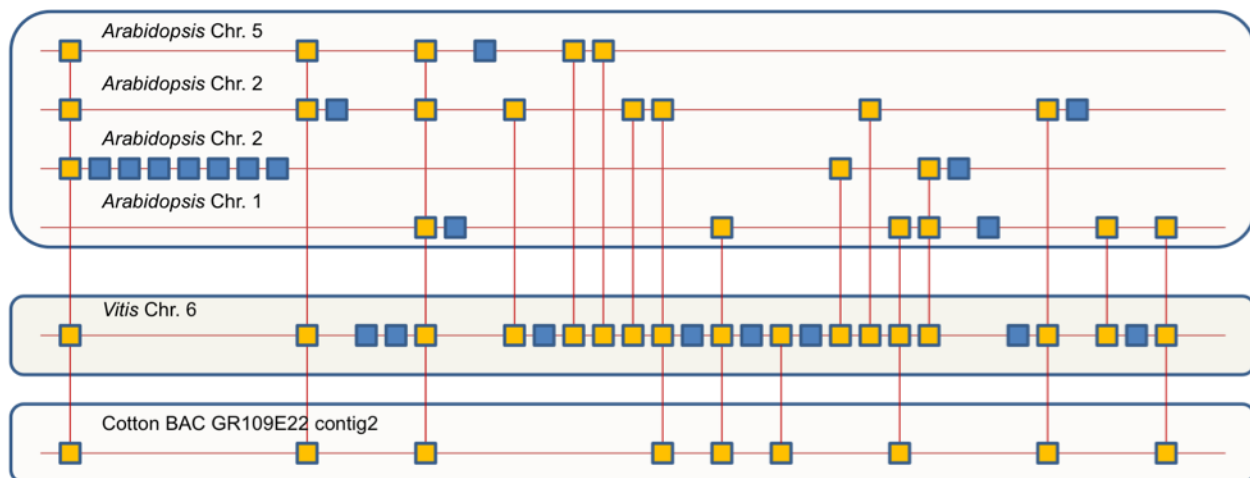 Arabidopsis Chr. 5
Arabidopsis Chr. 2
Arabidopsis Chr. 2
Arabidopsis Chr. 1
Vitis Chr. 6
Cotton BAC GR109E22 contig2